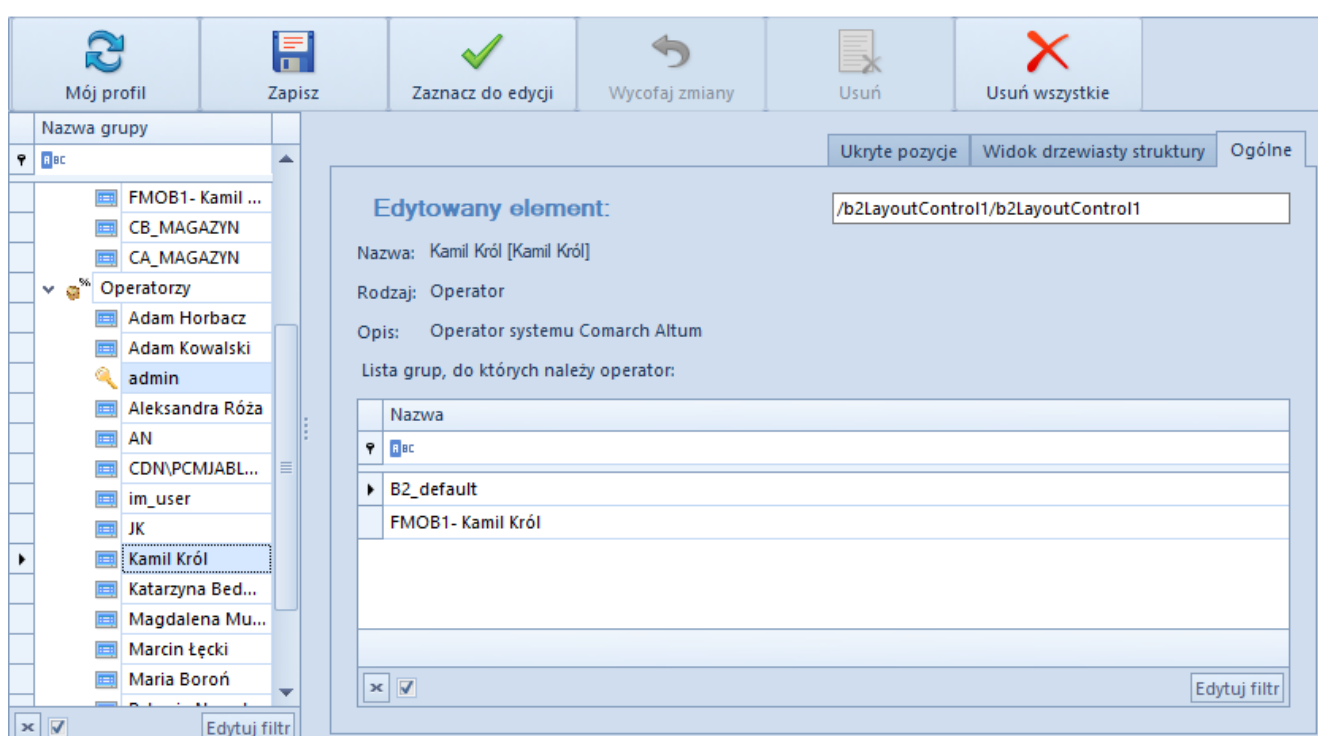 Mój profil
Zapisz
Zaznacz do edycji
Wycofaj zmiany
Usuń
Usuń wszystkie
Nazwa grupy
ABC
FMOB1- Kamil ...
CB_MAGAZYN
CA_MAGAZYN
Operatorzy
Adam Horbacz
Adam Kowalski
admin
Aleksandra Róża
AN
CDN\PCMJABL...
im_user
JK
Kamil Król
Katarzyna Bed...
Magdalena Mu...
Marcin Łęcki
Maria Boroń
Edytuj filtr
Ukryte pozycje Widok drzewiasty struktury Ogólne
Edytowany element: /b2LayoutControl1/b2LayoutControl1
Nazwa: Kamil Król [Kamil Król]
Rodzaj: Operator
Opis: Operator systemu Comarch Altum
Lista grup, do których należy operator:
Nazwa
ABC
B2_default
FMOB1- Kamil Król
Edytuj filtr